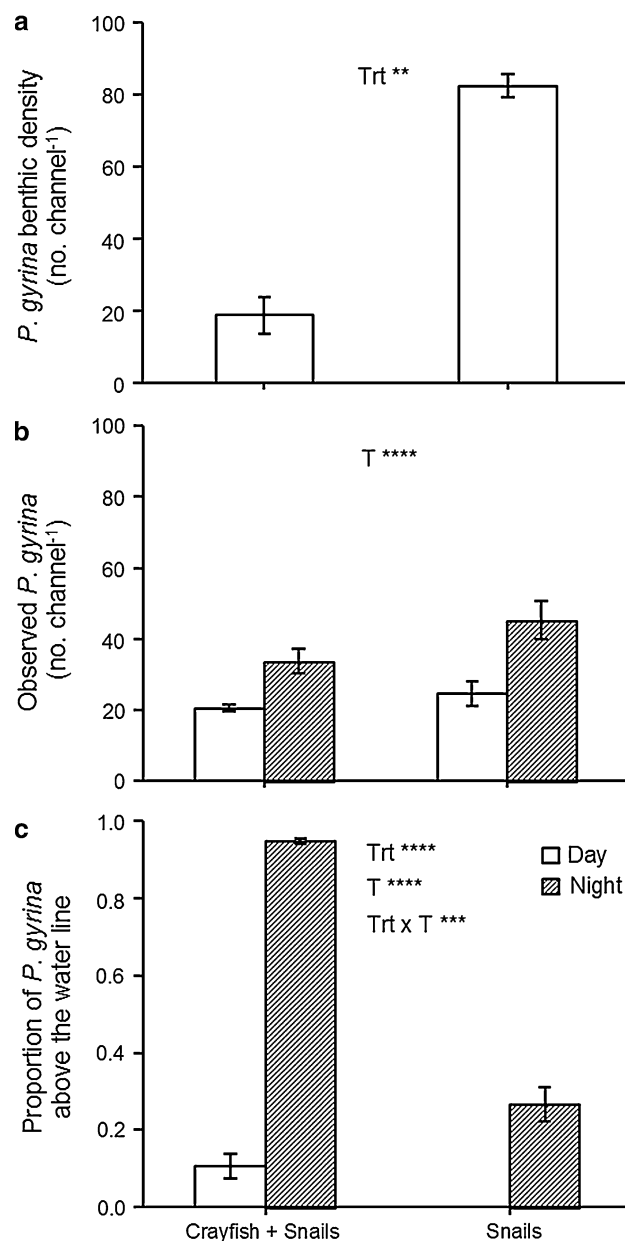 a
P. gyrina benthic density
(no. channel-1)
100
80
60
40
20
0
Trt **
b
Observed P. gyrina
(no. channel-1)
100
80
60
40
20
0
T ****
c
Proportion of P. gyrina
above the water line
1.0
0.8
0.6
0.4
0.2
0.0
Trt ****
T ****
Trt x T ***
Day
Night
Crayfish + Snails
Snails